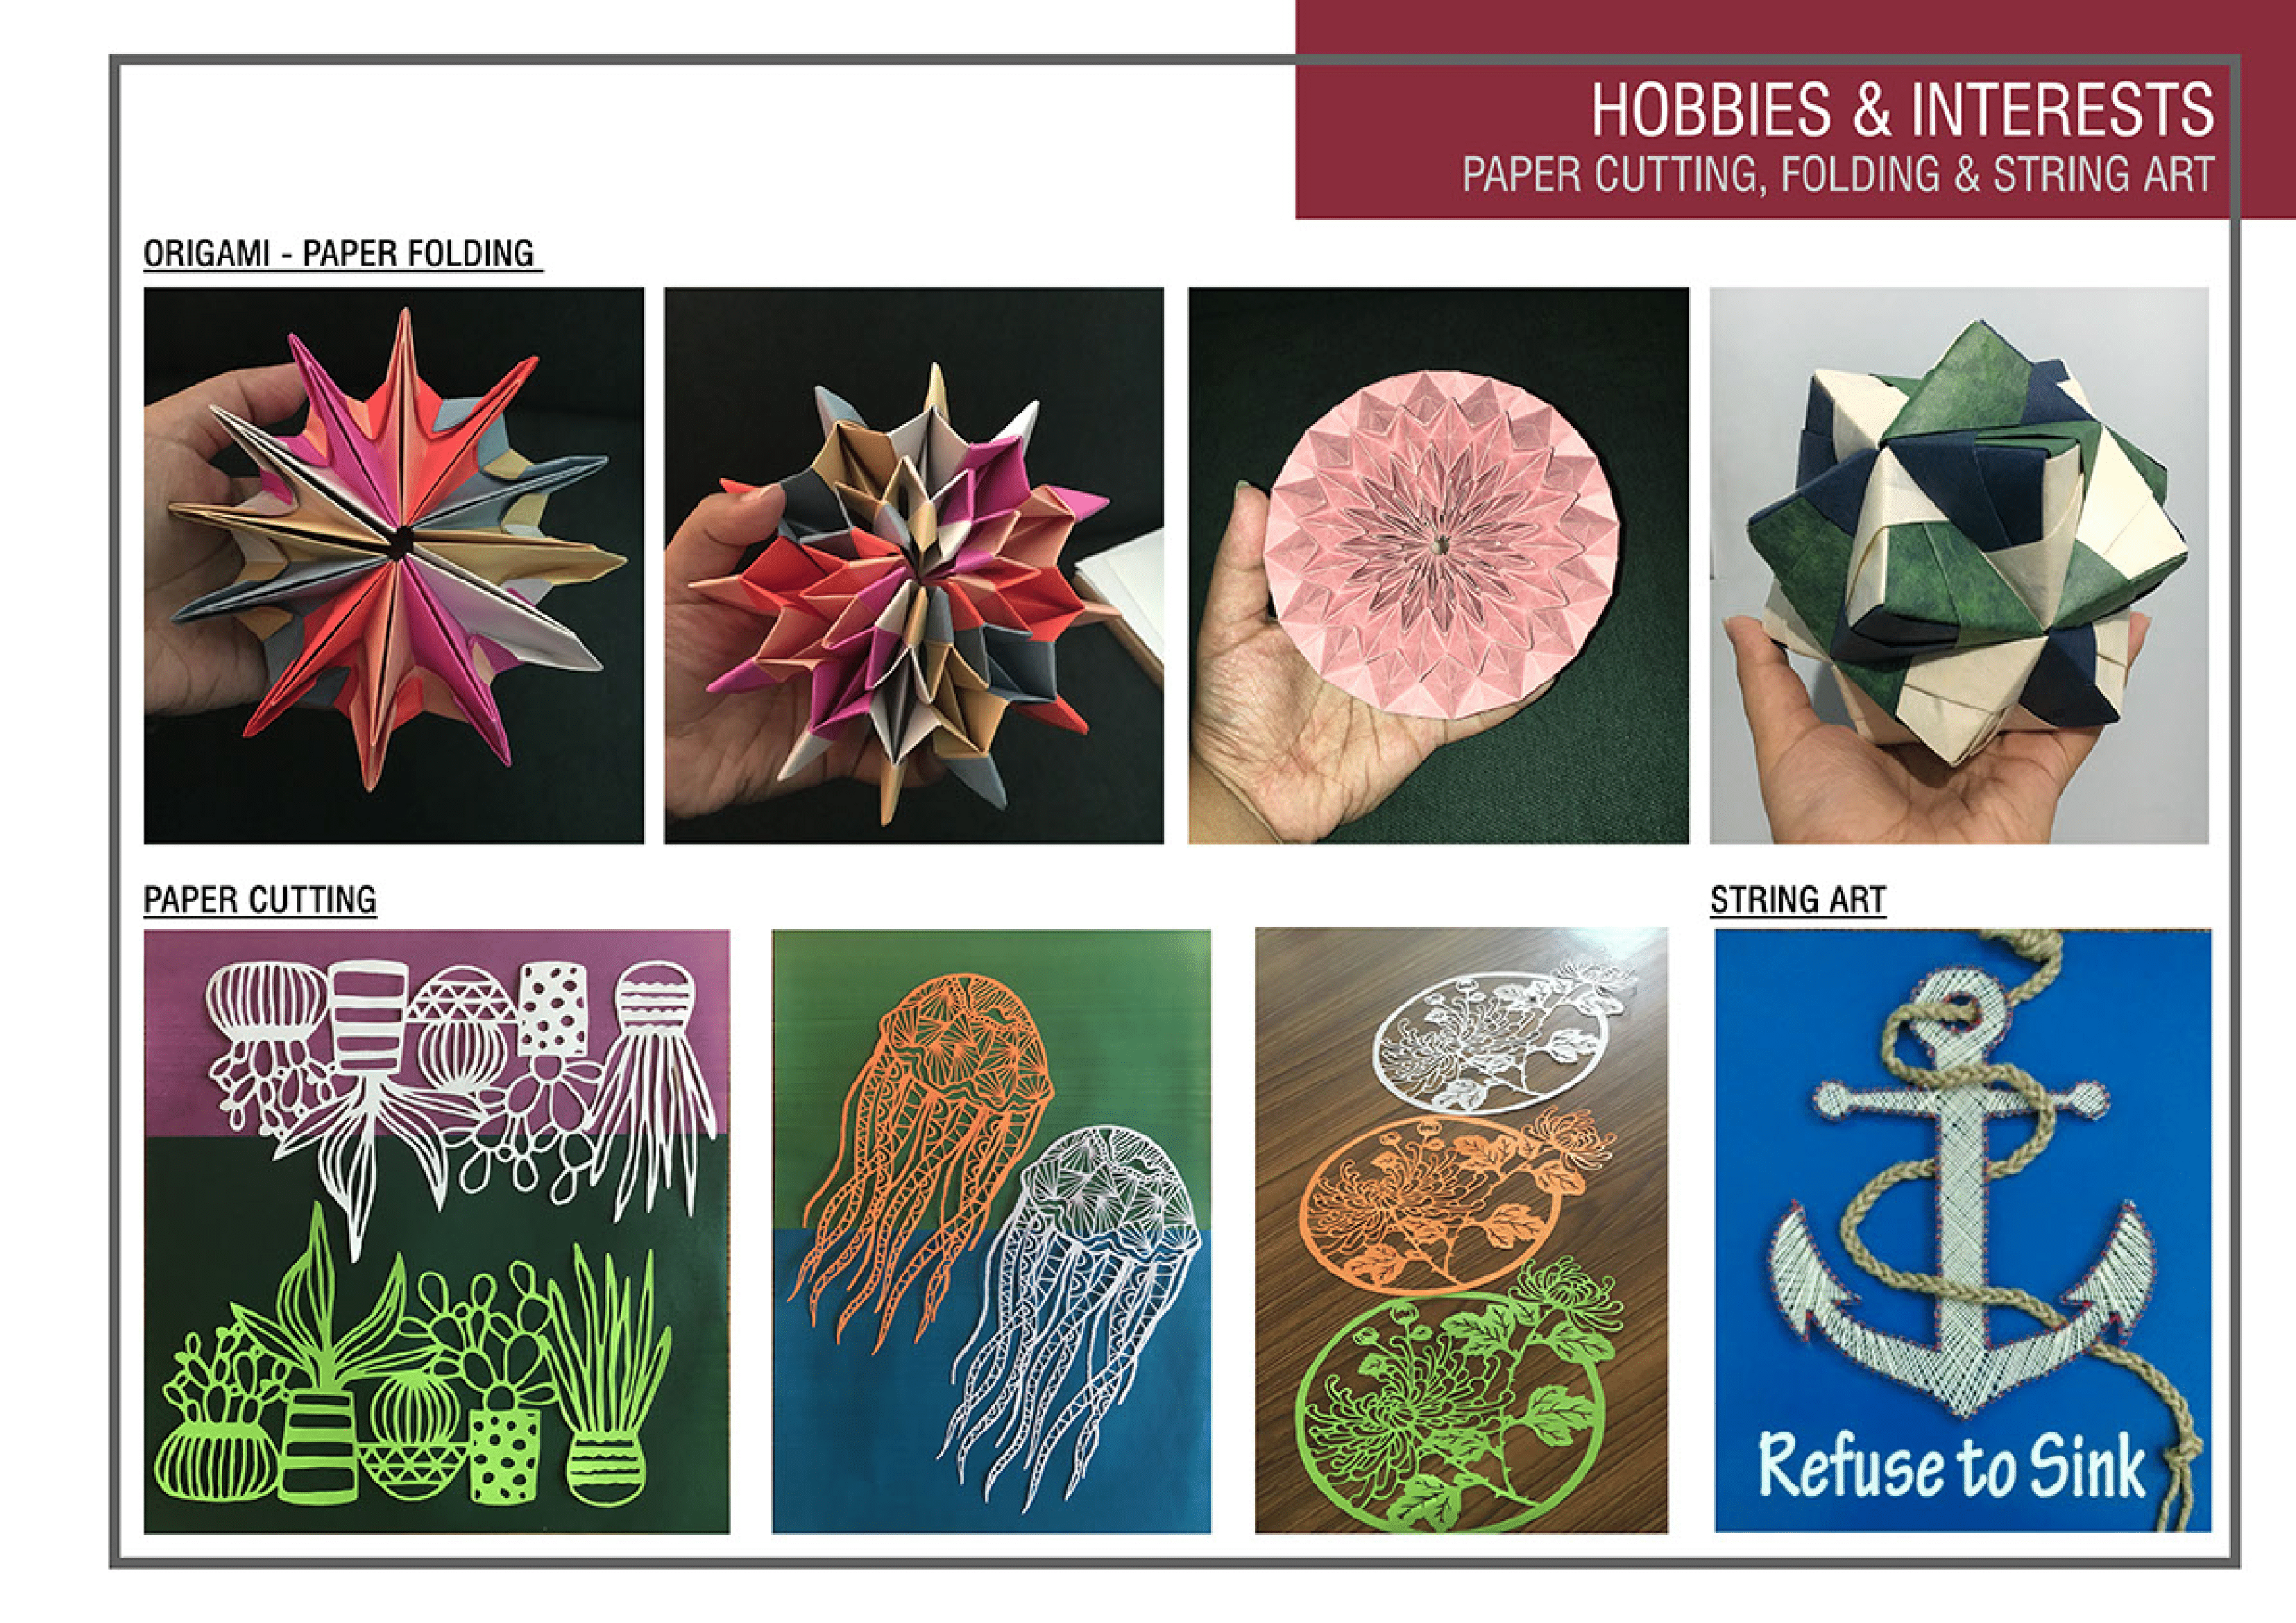 HOBBIES & INTERESTS
PAPER CUTTING, FOLDING & STRING ART
ORIGAMI - PAPER FOLDING
PAPER CUTTING
STRING ART
Refuse to Sink